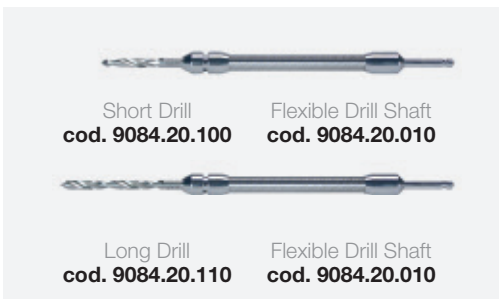 Short Drill Flexible Drill Shaft
cod. 9084.20.100 cod. 9084.20.010
Long Drill Flexible Drill Shaft
cod. 9084.20.110 cod. 9084.20.010